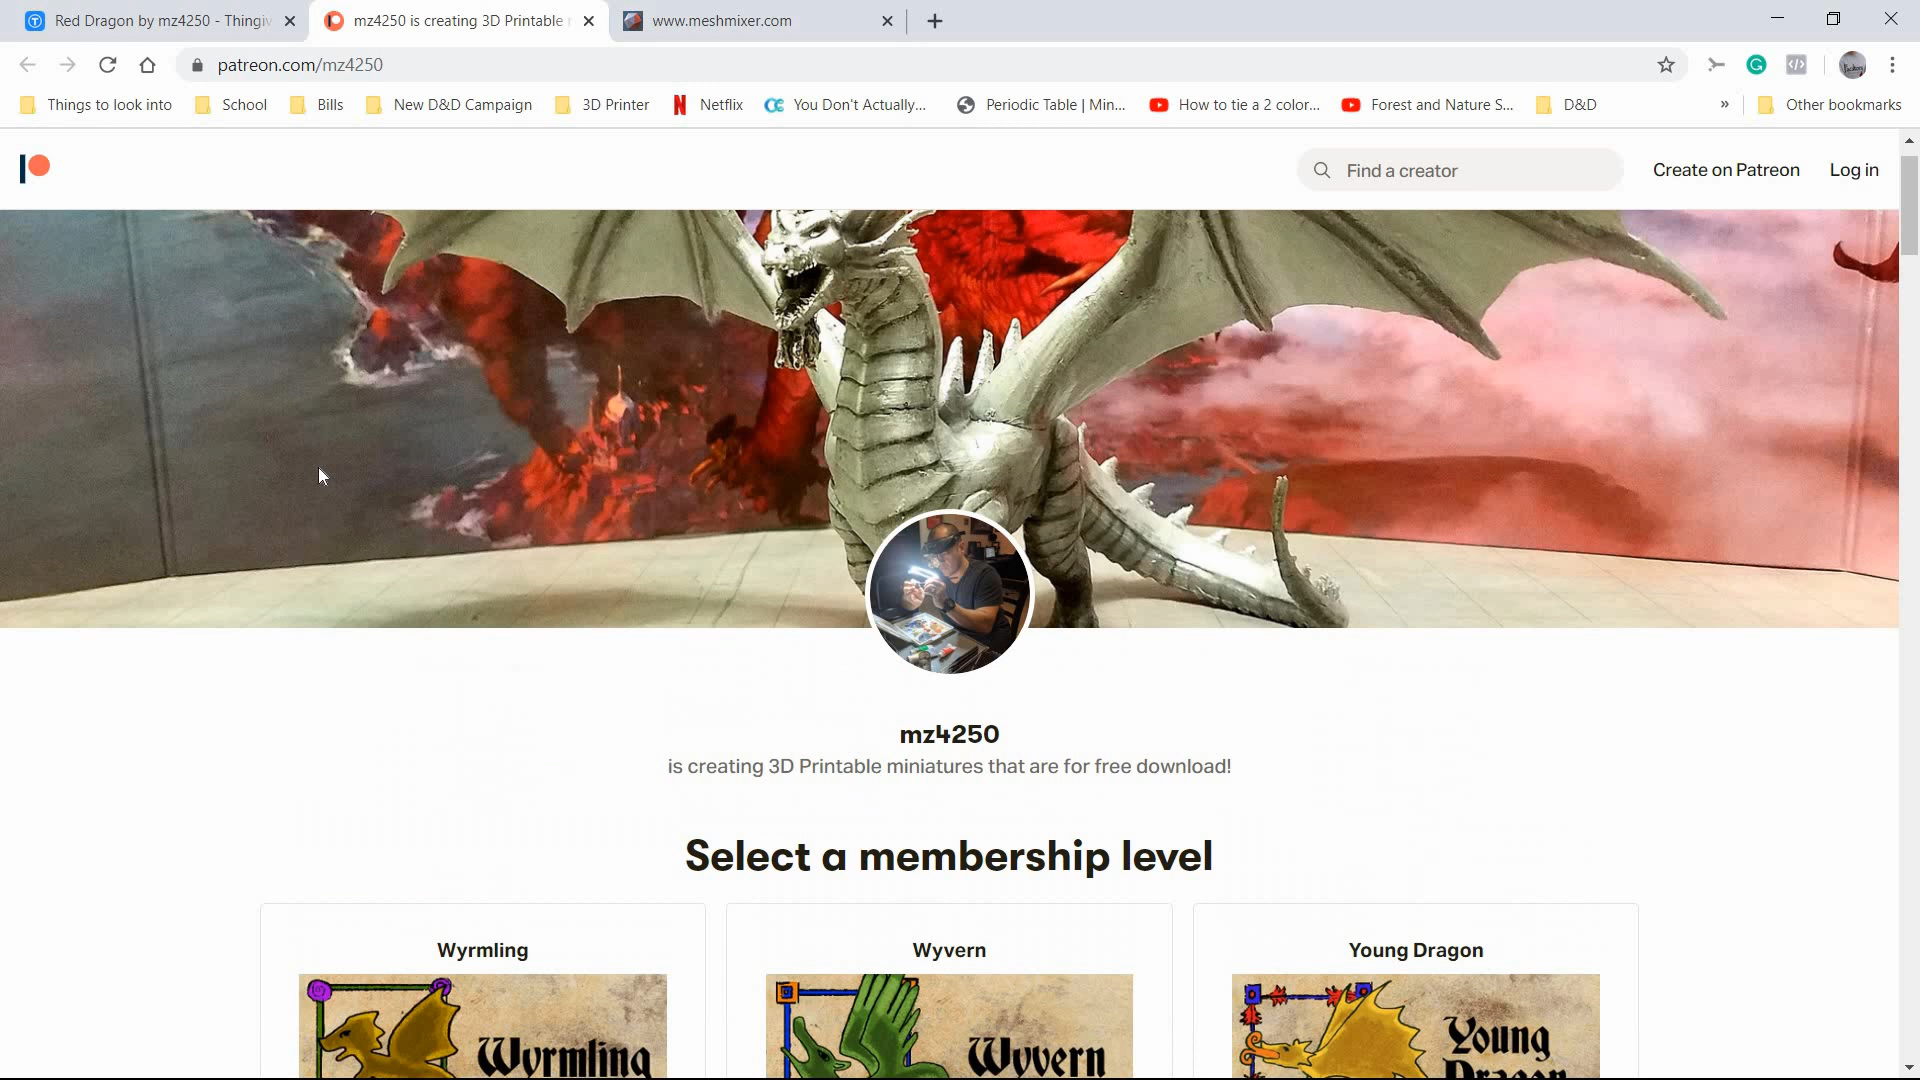 Red Dragon by mz4250 - Thingiv
mz4250 is creating 3D Printable
www.meshmixer.com
patreon.com/mz4250
Things to look into
School
Bills
New D&D Campaign
3D Printer
Netflix
You Don't Actually...
Periodic Table | Min...
How to tie a 2 color...
Forest and Nature S...
D&D
»
Other bookmarks
Find a creator
Create on Patreon
Log in
mz4250
is creating 3D Printable miniatures that are for free download!
Select a membership level
Wyrmling
Wyvern
Young Dragon
Wyrmling
Wyvern
Young
Dragon